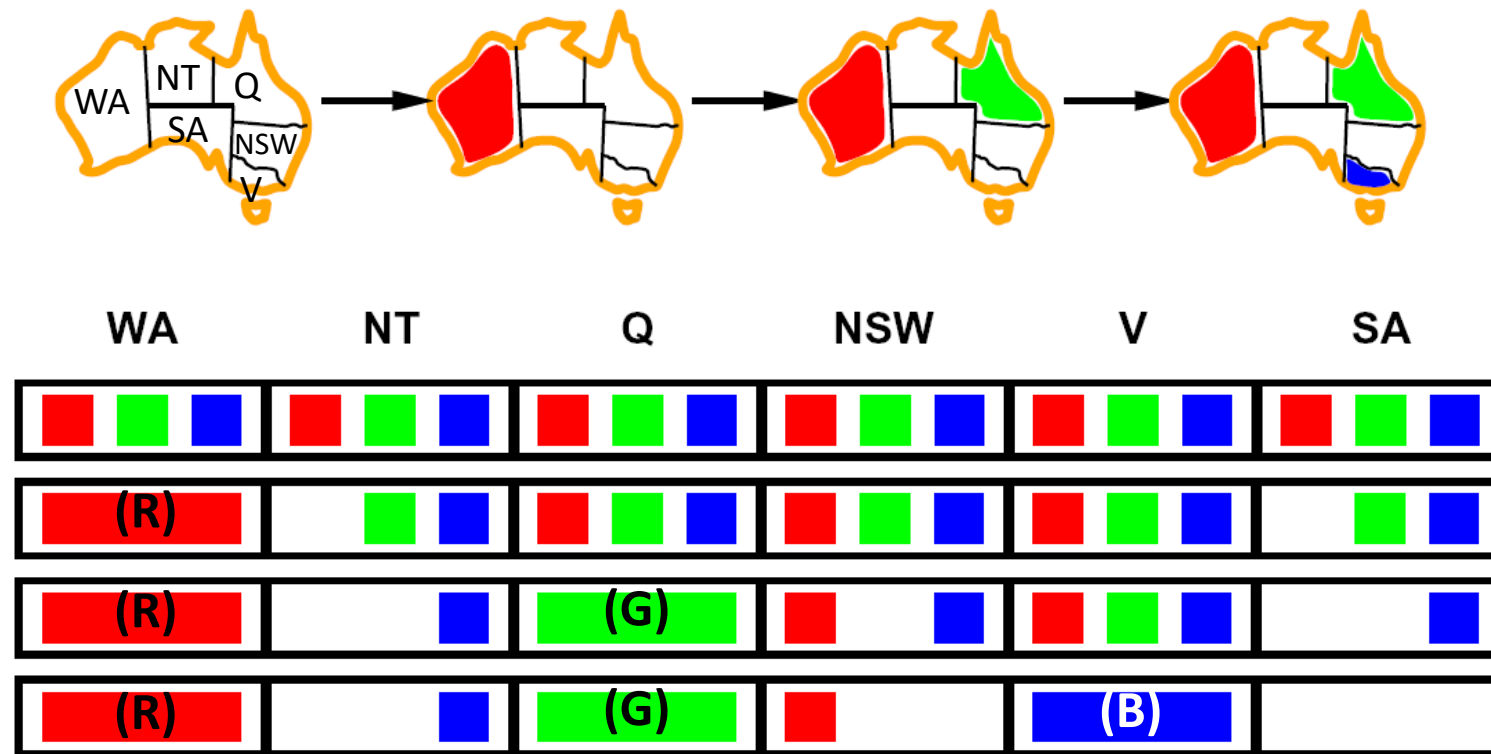 NT
Q
WA
SA
NSW
V
WA NT Q NSW V SA
(R)
(R) (G)
(R) (G) (B)